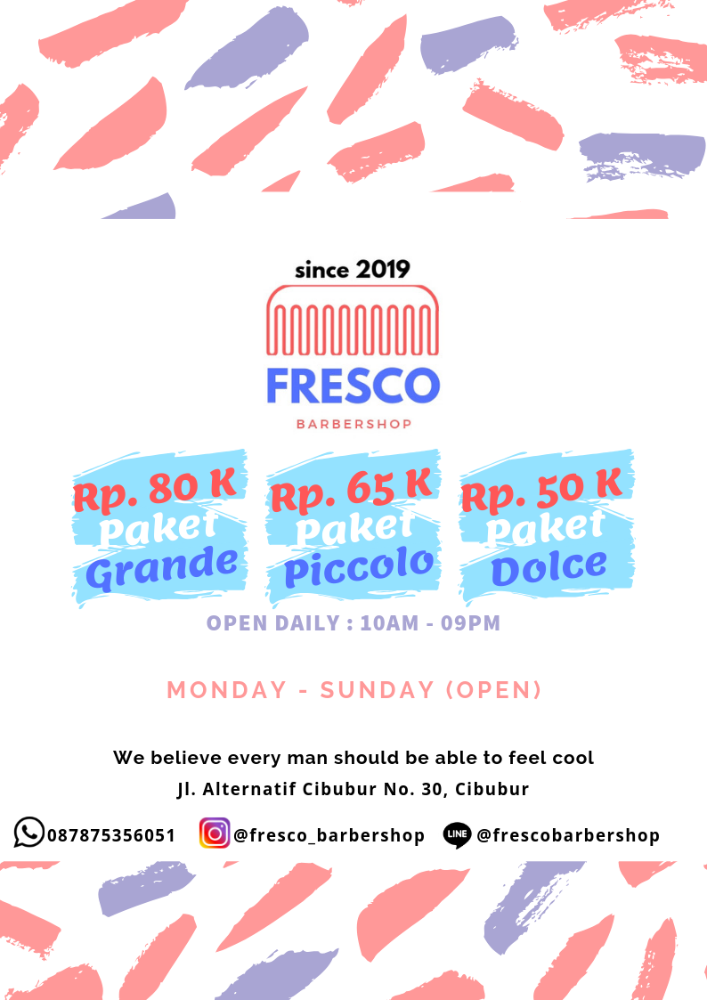 since 2019
FRESCO
BARBERSHOP
Rp. 80 K
Paket
Grande
Rp. 65 K
Paket
Piccolo
Rp. 50 K
Paket
Dolce
OPEN DAILY : 10AM - 09PM
MONDAY - SUNDAY (OPEN)
We believe every man should be able to feel cool
Jl. Alternatif Cibubur No. 30, Cibubur
087875356051 @fresco_barbershop LINE @frescobarbershop